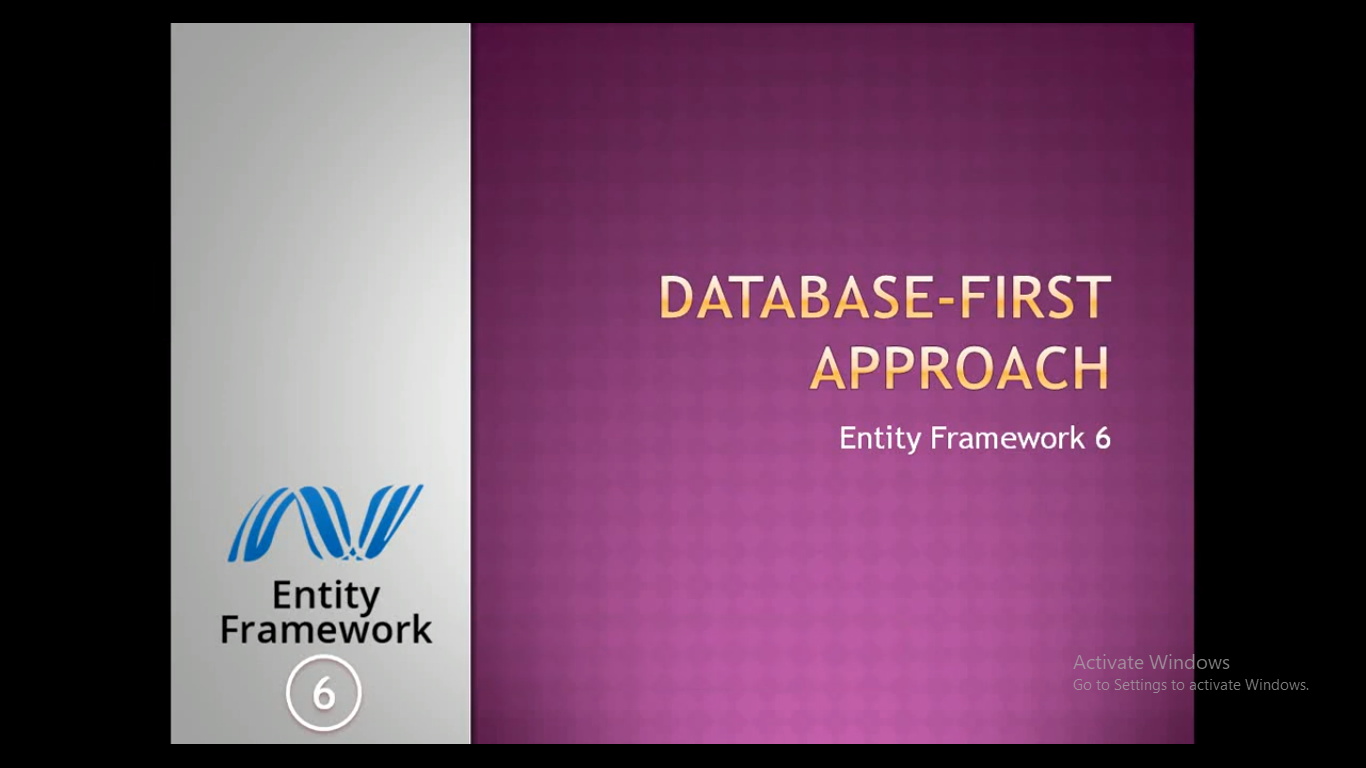 DATABASE-FIRST
APPROACH
Entity Framework 6
Entity
Framework
6
Activate Windows
Go to Settings to activate Windows.